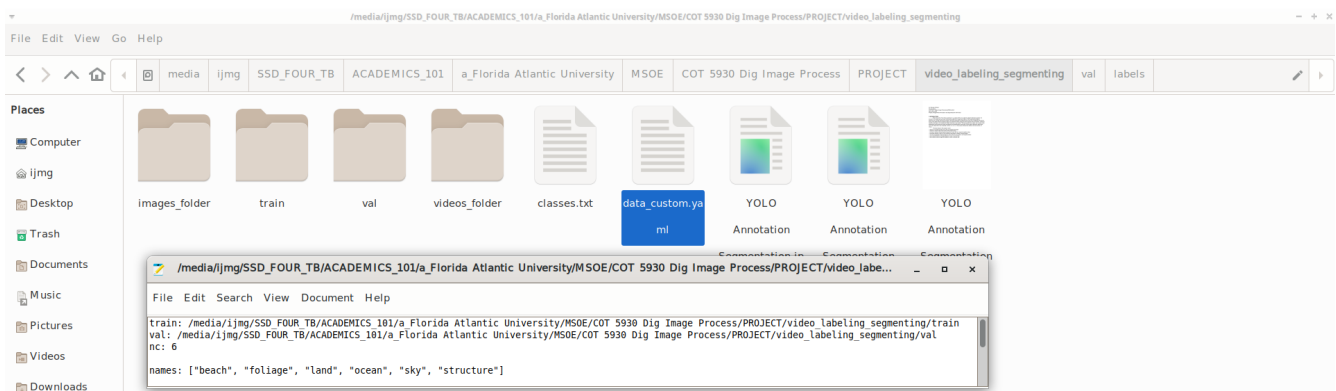 /media/ijmg/SSD_FOUR_TB/ACADEMICS_101/a_Florida Atlantic University/MSOE/COT 5930 Dig Image Process/PROJECT/video_labeling_segmenting
File Edit View Go Help
media ijmg SSD_FOUR_TB ACADEMICS_101 a_Florida Atlantic University MSOE COT 5930 Dig Image Process PROJECT video_labeling_segmenting val labels
Places
Computer
ijmg
Desktop
Trash
Documents
Music
Pictures
Videos
Downloads
images_folder train val videos_folder classes.txt data_custom.ya YOLO YOLO YOLO
ml Annotation Annotation Annotation
Segmentation in Segmentation Segmentation
/media/ijmg/SSD_FOUR_TB/ACADEMICS_101/a_Florida Atlantic University/MSOE/COT 5930 Dig Image Process/PROJECT/video_labe...
File Edit Search View Document Help
train: /media/ijmg/SSD_FOUR_TB/ACADEMICS_101/a_Florida Atlantic University/MSOE/COT 5930 Dig Image Process/PROJECT/video_labeling_segmenting/train
val: /media/ijmg/SSD_FOUR_TB/ACADEMICS_101/a_Florida Atlantic University/MSOE/COT 5930 Dig Image Process/PROJECT/video_labeling_segmenting/val
nc: 6
names: ["beach", "foliage", "land", "ocean", "sky", "structure"]